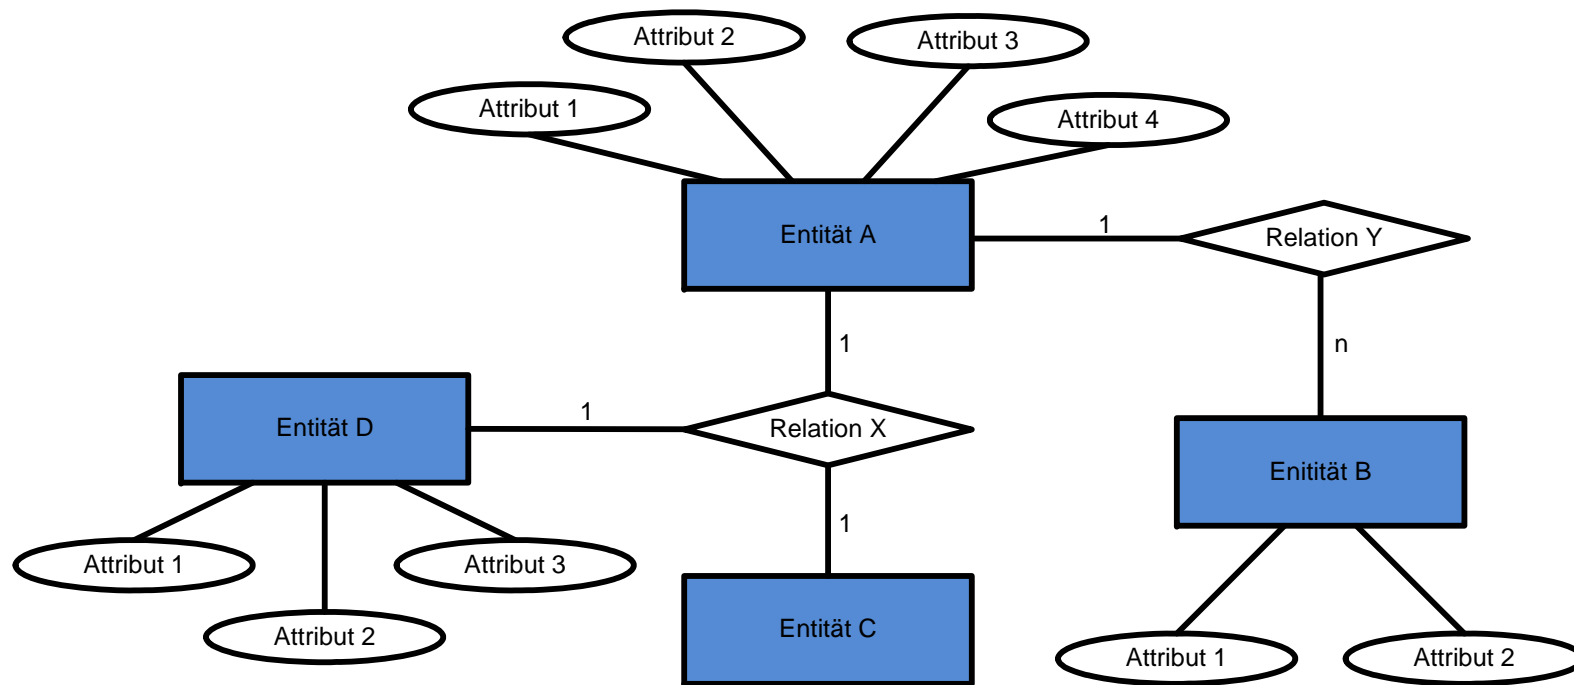 Attribut 2
Attribut 3
Attribut 1
Attribut 4
Entität A
1
Relation Y
1
n
Entität D
1
Relation X
Enitität B
1
Attribut 1
Attribut 3
Attribut 2
Entität C
Attribut 1
Attribut 2